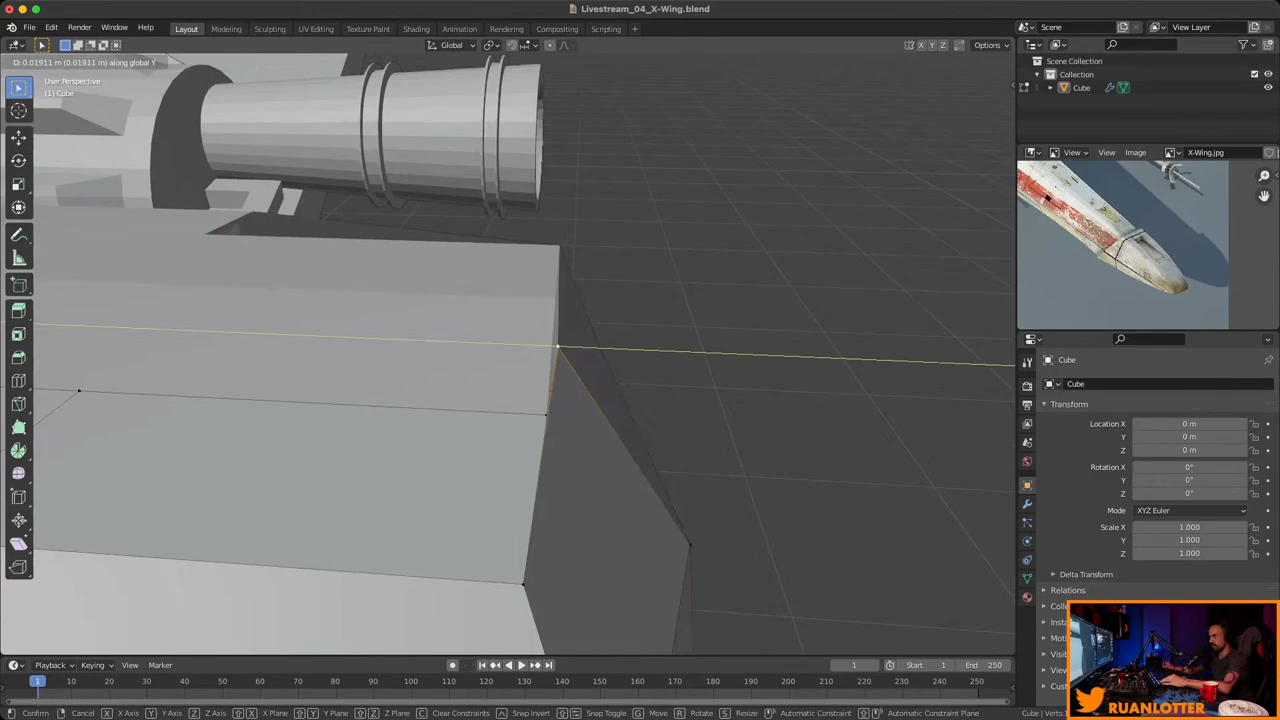 Livestream_04_X-Wing.blend
File Edit Render Window Help Layout Modeling Sculpting UV Editing Texture Paint Shading Animation Rendering Compositing Scripting Scene View Layer
Global X Y Z Options
D: 0.01911 m (0.01911 m) along global Y
User Perspective
(1) Cube
Scene Collection
Collection
Cube
View View Image X-Wing.jpg
Cube
Cube
Transform
Location X 0 m
Y 0 m
Z 0 m
Rotation X 0°
Y 0°
Z 0°
Mode XYZ Euler
Scale X 1.000
Y 1.000
Z 1.000
Delta Transform
Relations
Playback Keying View Marker 1 Start 1 End 250
1 10 20 30 40 50 60 70 80 90 100 110 120 130 140 150 160 170 180 190 200 210 220 230 240 250
Confirm Cancel X X Axis Y Y Axis Z Z Axis X X Plane Y Y Plane Z Z Plane C Clear Constraints Snap Invert Snap Toggle G Move R Rotate S Resize Automatic Constraint Automatic Constraint Plane Cube | Verts:
RUANLOTTER